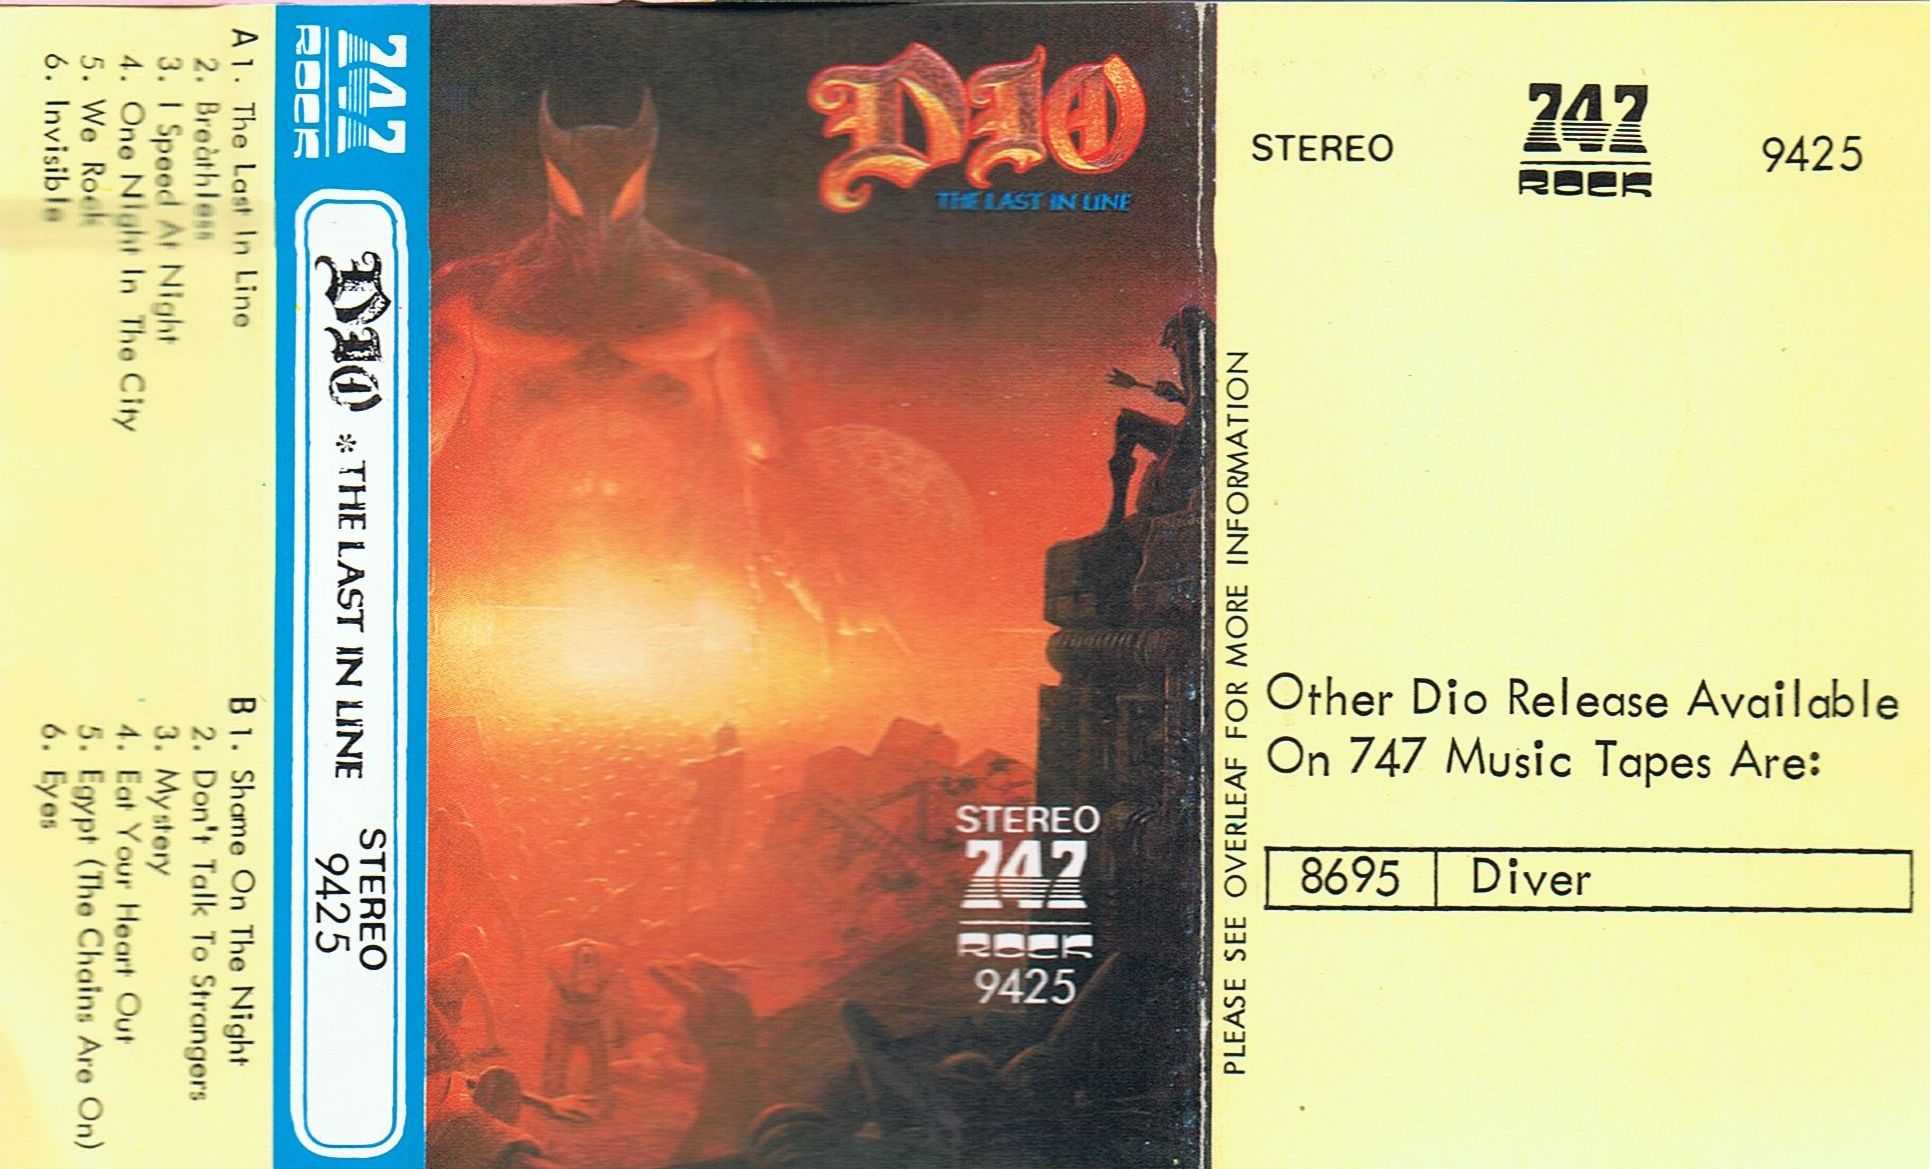 A 1. The Last In Line
2. Breathless
3. I Speed At Night
4. One Night In The City
5. We Rock
6. Invisible
B 1. Shame On The Night
2. Don't Talk To Strangers
3. Mystery
4. Eat Your Heart Out
5. Egypt (The Chains Are On)
6. Eyes
747
ROCK
DIO * THE LAST IN LINE
STEREO
9425
DIO
THE LAST IN LINE
STEREO
747
ROCK
9425
PLEASE SEE OVERLEAF FOR MORE INFORMATION
STEREO 747 9425
ROCK
Other Dio Release Available
On 747 Music Tapes Are:
8695 Diver